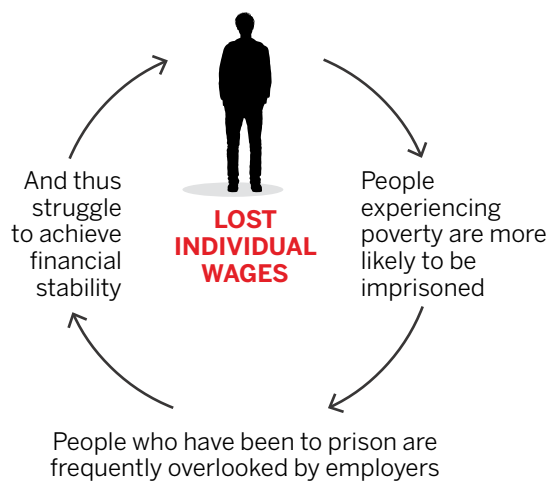 LOST
INDIVIDUAL
WAGES
People
experiencing
poverty are more
likely to be
imprisoned
People who have been to prison are
frequently overlooked by employers
And thus
struggle
to achieve
financial
stability